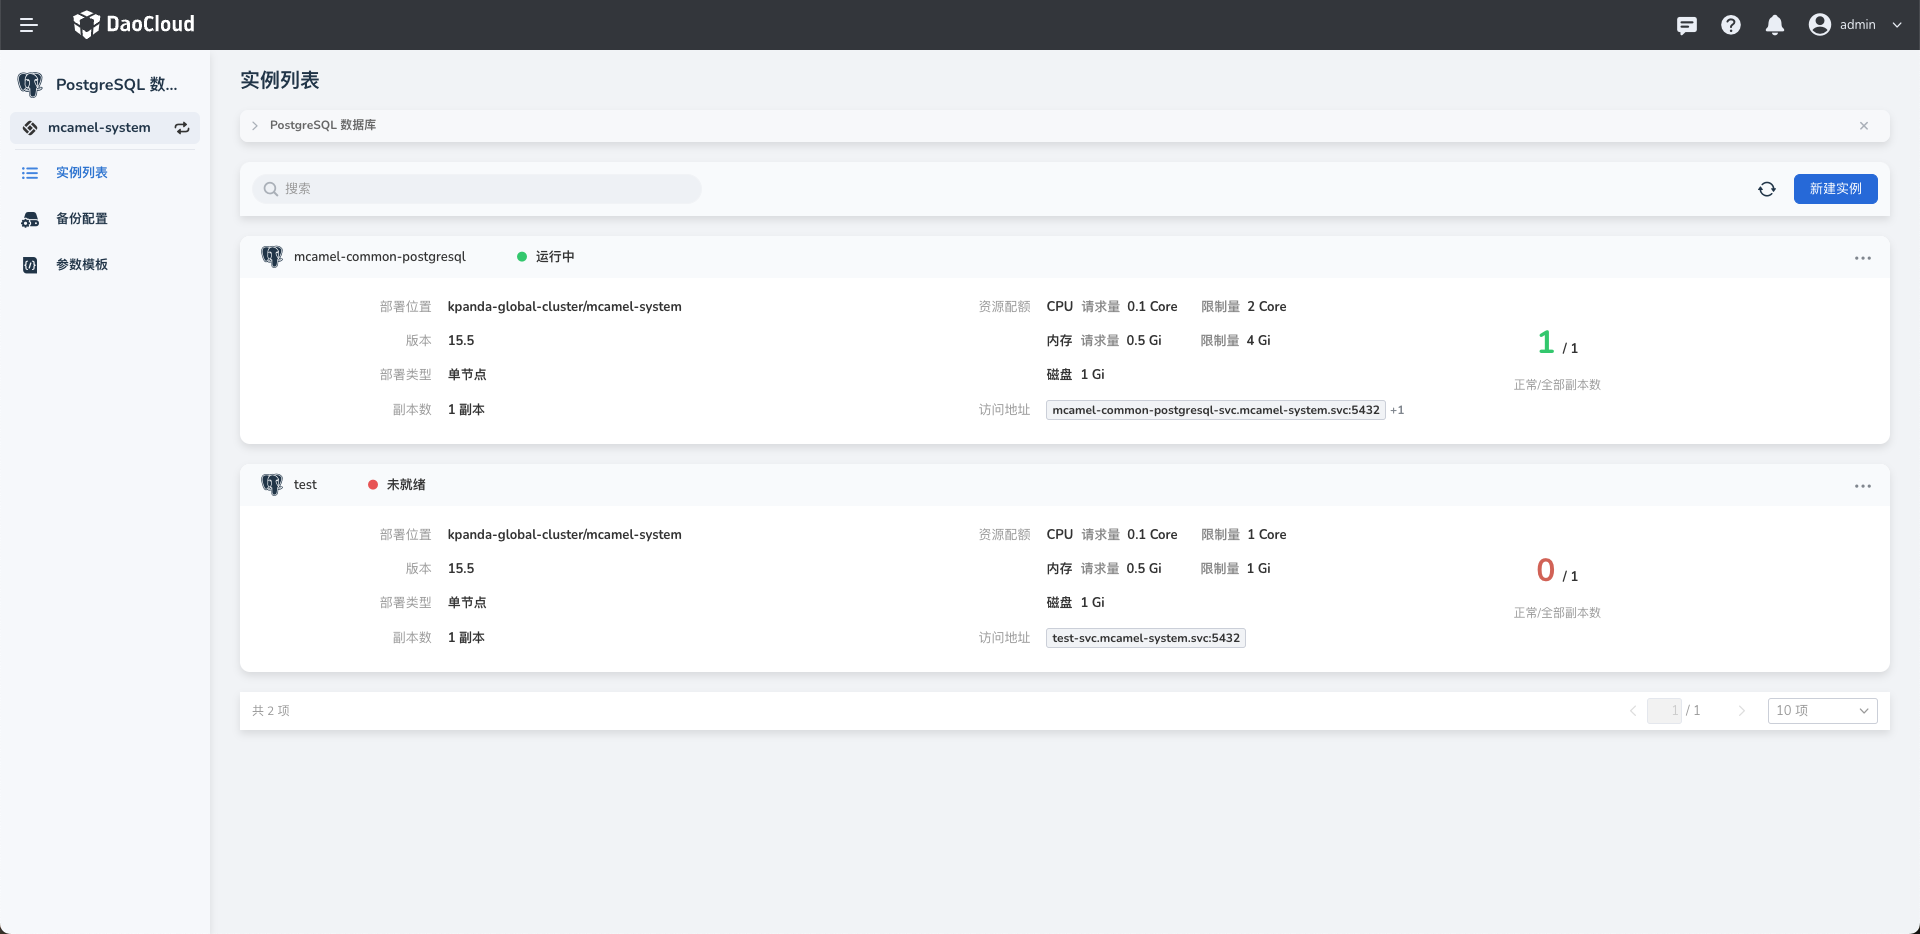 DaoCloud
admin
PostgreSQL 数...
mcamel-system
实例列表
备份配置
参数模板
实例列表
PostgreSQL 数据库
搜索
新建实例
mcamel-common-postgresql 运行中
部署位置 kpanda-global-cluster/mcamel-system
版本 15.5
部署类型 单节点
副本数 1 副本
资源配额 CPU 请求量 0.1 Core 限制量 2 Core
内存 请求量 0.5 Gi 限制量 4 Gi
磁盘 1 Gi
访问地址 mcamel-common-postgresql-svc.mcamel-system.svc:5432 +1
1 / 1
正常/全部副本数
test 未就绪
部署位置 kpanda-global-cluster/mcamel-system
版本 15.5
部署类型 单节点
副本数 1 副本
资源配额 CPU 请求量 0.1 Core 限制量 1 Core
内存 请求量 0.5 Gi 限制量 1 Gi
磁盘 1 Gi
访问地址 test-svc.mcamel-system.svc:5432
0 / 1
正常/全部副本数
共 2 项
1 / 1
10 项